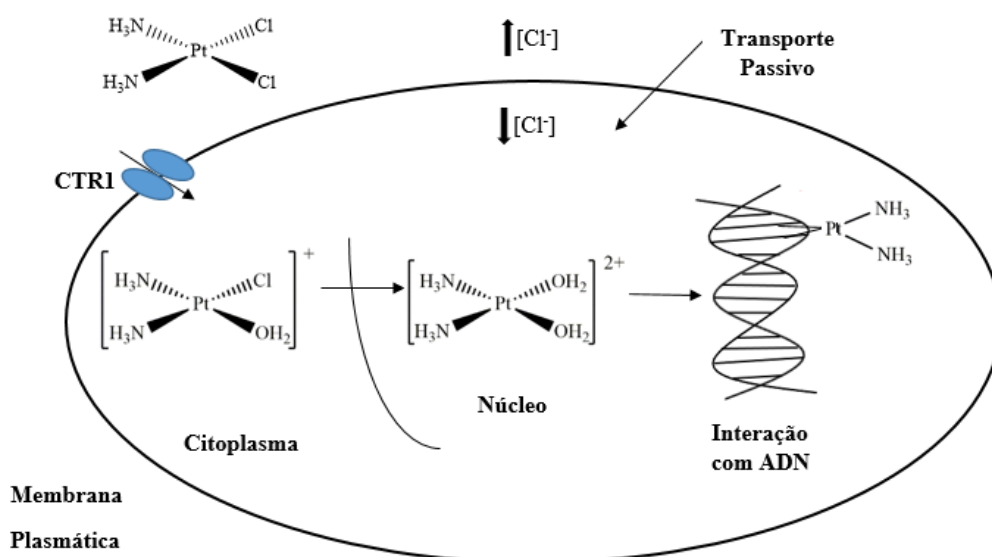 H₃N Cl
Pt
H₃N Cl
[Cl⁻]
Transporte
Passivo
[Cl⁻]
CTR1
H₃N Cl +
Pt
H₃N OH₂
H₃N OH₂ 2+
Pt
H₃N OH₂
Pt NH₃
NH₃
Núcleo
Citoplasma
Interação
com ADN
Membrana
Plasmática